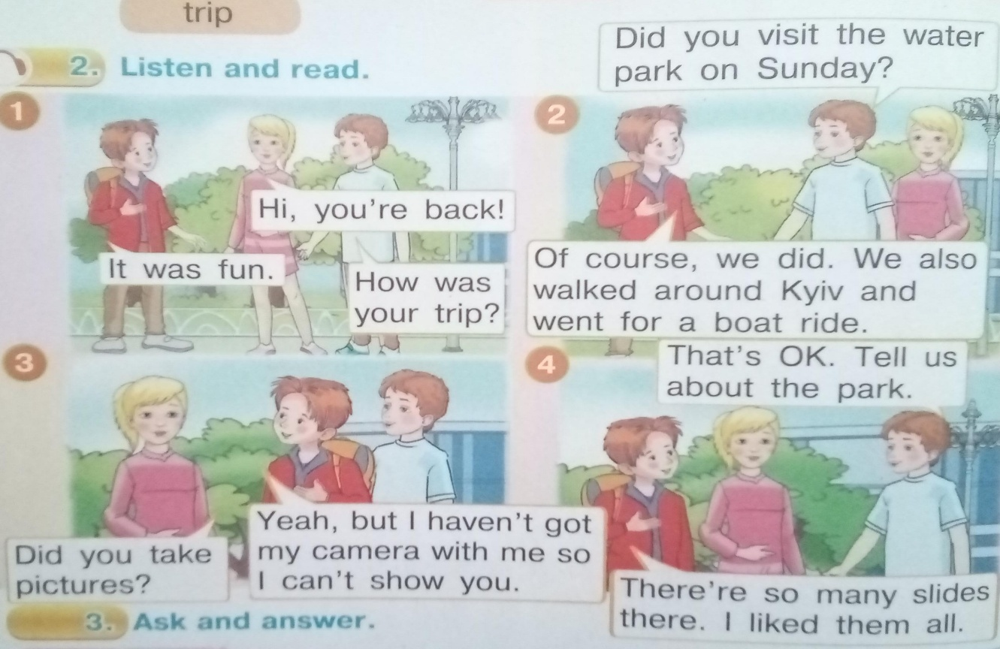 trip
2. Listen and read.
1
Hi, you're back!
How was
your trip?
It was fun.
2
Did you visit the water
park on Sunday?
Of course, we did. We also
walked around Kyiv and
went for a boat ride.
3
Did you take
pictures?
Yeah, but I haven't got
my camera with me so
I can't show you.
4
That's OK. Tell us
about the park.
There're so many slides
there. I liked them all.
3. Ask and answer.